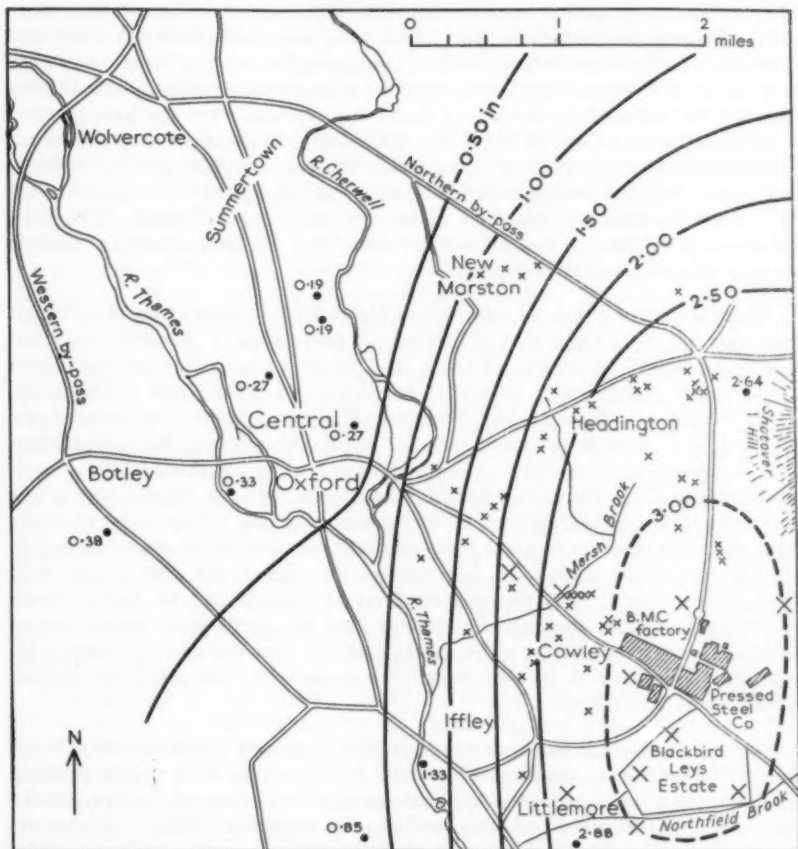 0
2
miles
0·50 in
1·00
1·50
2·00
2·50
3·00
Wolvercote
Summertown
R. Cherwell
Northern by-pass
New
Marston
R. Thames
Western by-pass
0·19
0·19
0·27
0·27
Central
Oxford
0·33
Botley
0·38
Headington
2·64
Shotover
Hill
Marsh Brook
B.M.C
factory
Cowley
Pressed
Steel
Co
R. Thames
Iffley
Blackbird
Leys
Estate
N
1·33
Littlemore
Northfield Brook
0·85
2·88